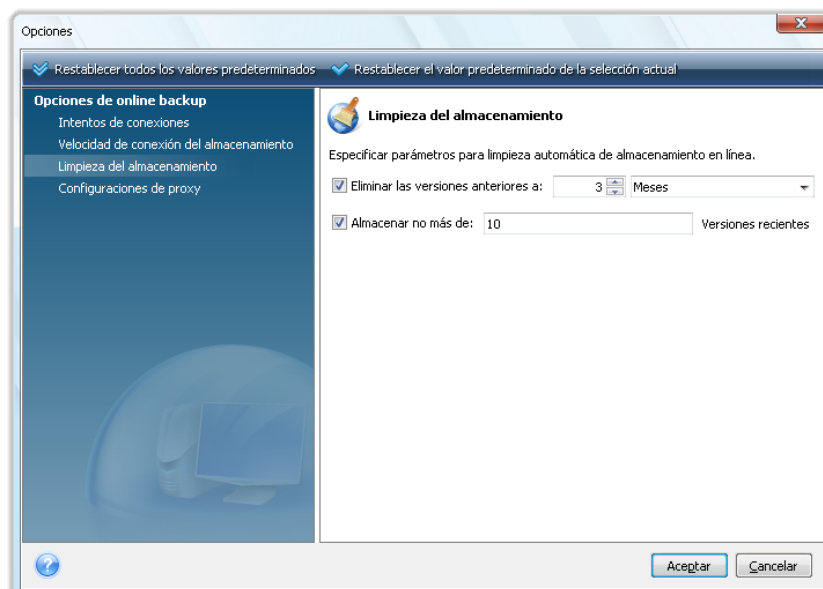 Opciones
Restablecer todos los valores predeterminados Restablecer el valor predeterminado de la selección actual
Opciones de online backup
Intentos de conexiones
Velocidad de conexión del almacenamiento
Limpieza del almacenamiento
Configuraciones de proxy
Limpieza del almacenamiento
Especificar parámetros para limpieza automática de almacenamiento en línea.
Eliminar las versiones anteriores a: 3 Meses
Almacenar no más de: 10 Versiones recientes
? Aceptar Cancelar